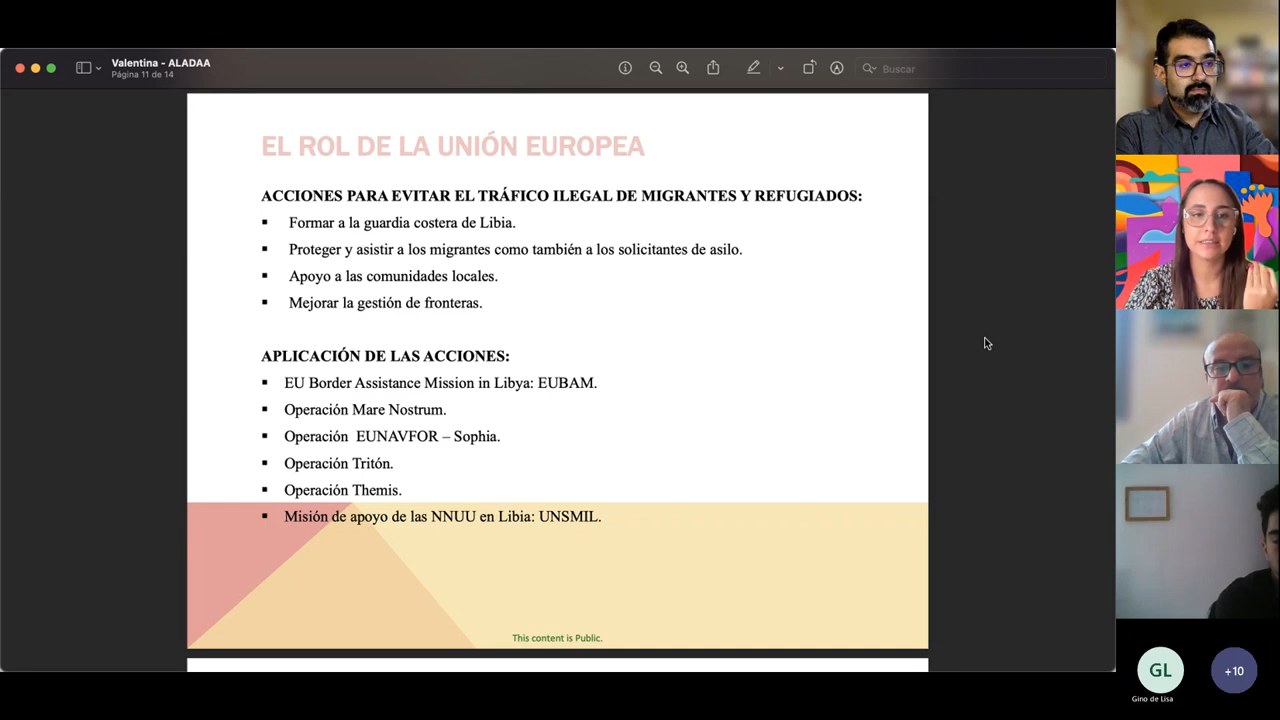 Valentina - ALADAA
Página 11 de 14
Buscar
EL ROL DE LA UNIÓN EUROPEA
ACCIONES PARA EVITAR EL TRÁFICO ILEGAL DE MIGRANTES Y REFUGIADOS:
▪ Formar a la guardia costera de Libia.
▪ Proteger y asistir a los migrantes como también a los solicitantes de asilo.
▪ Apoyo a las comunidades locales.
▪ Mejorar la gestión de fronteras.
APLICACIÓN DE LAS ACCIONES:
▪ EU Border Assistance Mission in Libya: EUBAM.
▪ Operación Mare Nostrum.
▪ Operación EUNAVFOR – Sophia.
▪ Operación Tritón.
▪ Operación Themis.
▪ Misión de apoyo de las NNUU en Libia: UNSMIL.
This content is Public.
GL
Gino de Lisa
+10